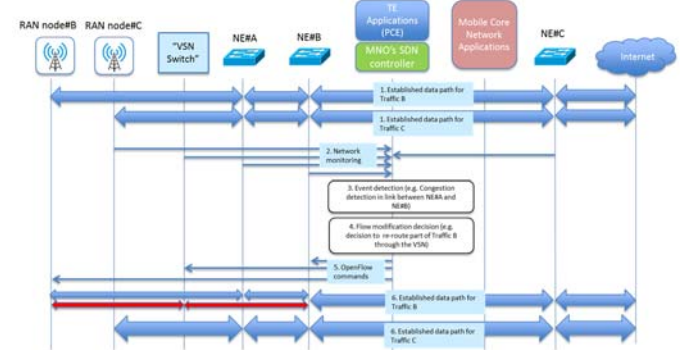 RAN node#B
RAN node#C
"VSN
Switch"
NE#A
NE#B
TE
Applications
(PCE)
MNO's SDN
controller
Mobile Core
Network
Applications
NE#C
Internet
1. Established data path for
Traffic B
1. Established data path for
Traffic C
2. Network
monitoring
3. Event detection (e.g. Congestion
detection in link between NE#A and
NE#B)
4. Flow modification decision (e.g.
decision to re-route part of Traffic B
through the VSN)
5. OpenFlow
commands
6. Established data path for
Traffic B
6. Established data path for
Traffic C